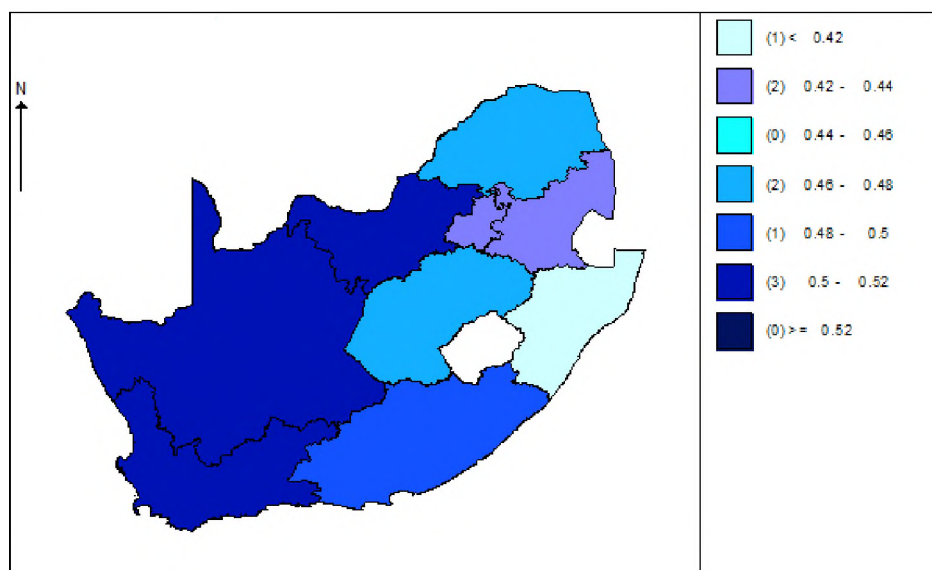 N
(1) < 0.42
(2) 0.42 - 0.44
(0) 0.44 - 0.46
(2) 0.46 - 0.48
(1) 0.48 - 0.5
(3) 0.5 - 0.52
(0) >= 0.52